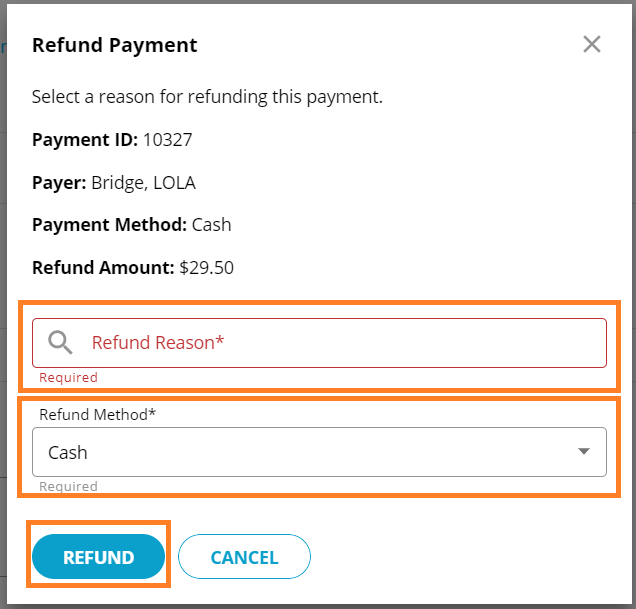 Refund Payment
Select a reason for refunding this payment.
Payment ID: 10327
Payer: Bridge, LOLA
Payment Method: Cash
Refund Amount: $29.50
Refund Reason*
Required
Refund Method*
Cash
Required
REFUND CANCEL